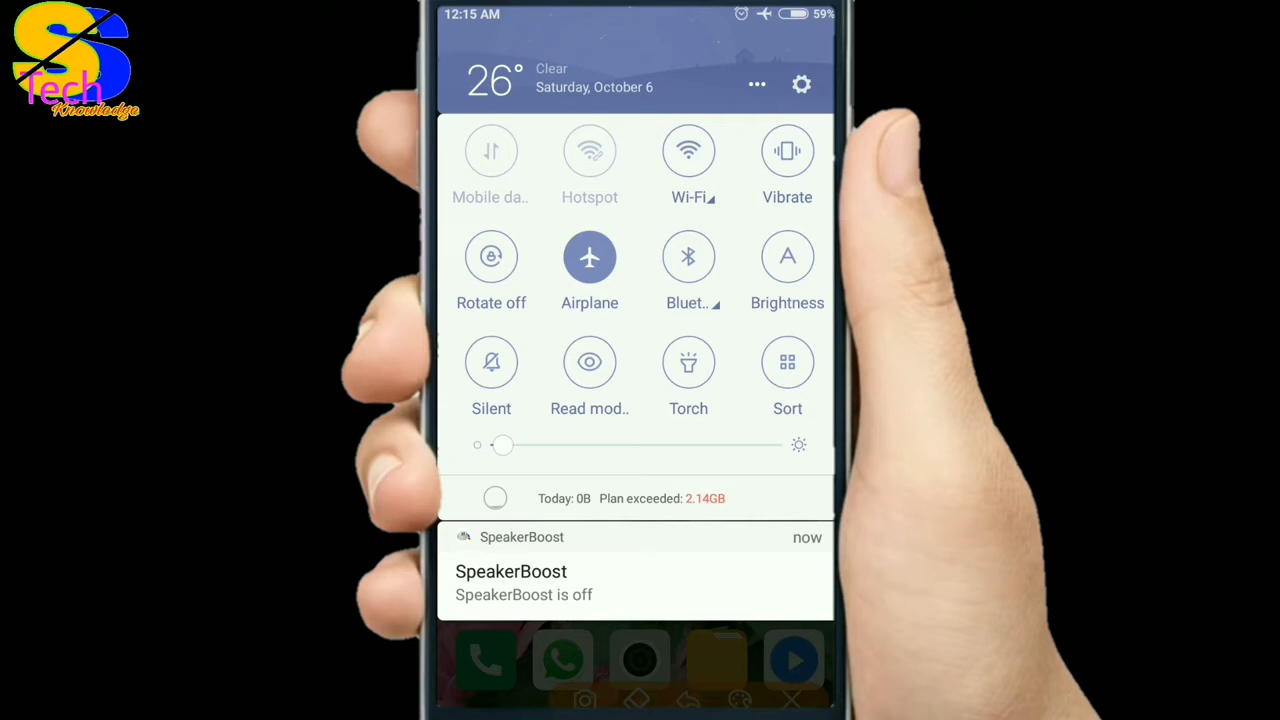 S
S
Tech
Knowladge
12:15 AM
59%
26°
Clear
Saturday, October 6
Mobile da..
Hotspot
Wi-Fi
Vibrate
Rotate off
Airplane
Bluet..
Brightness
A
Silent
Read mod..
Torch
Sort
Today: 0B Plan exceeded: 2.14GB
SpeakerBoost
now
SpeakerBoost
SpeakerBoost is off